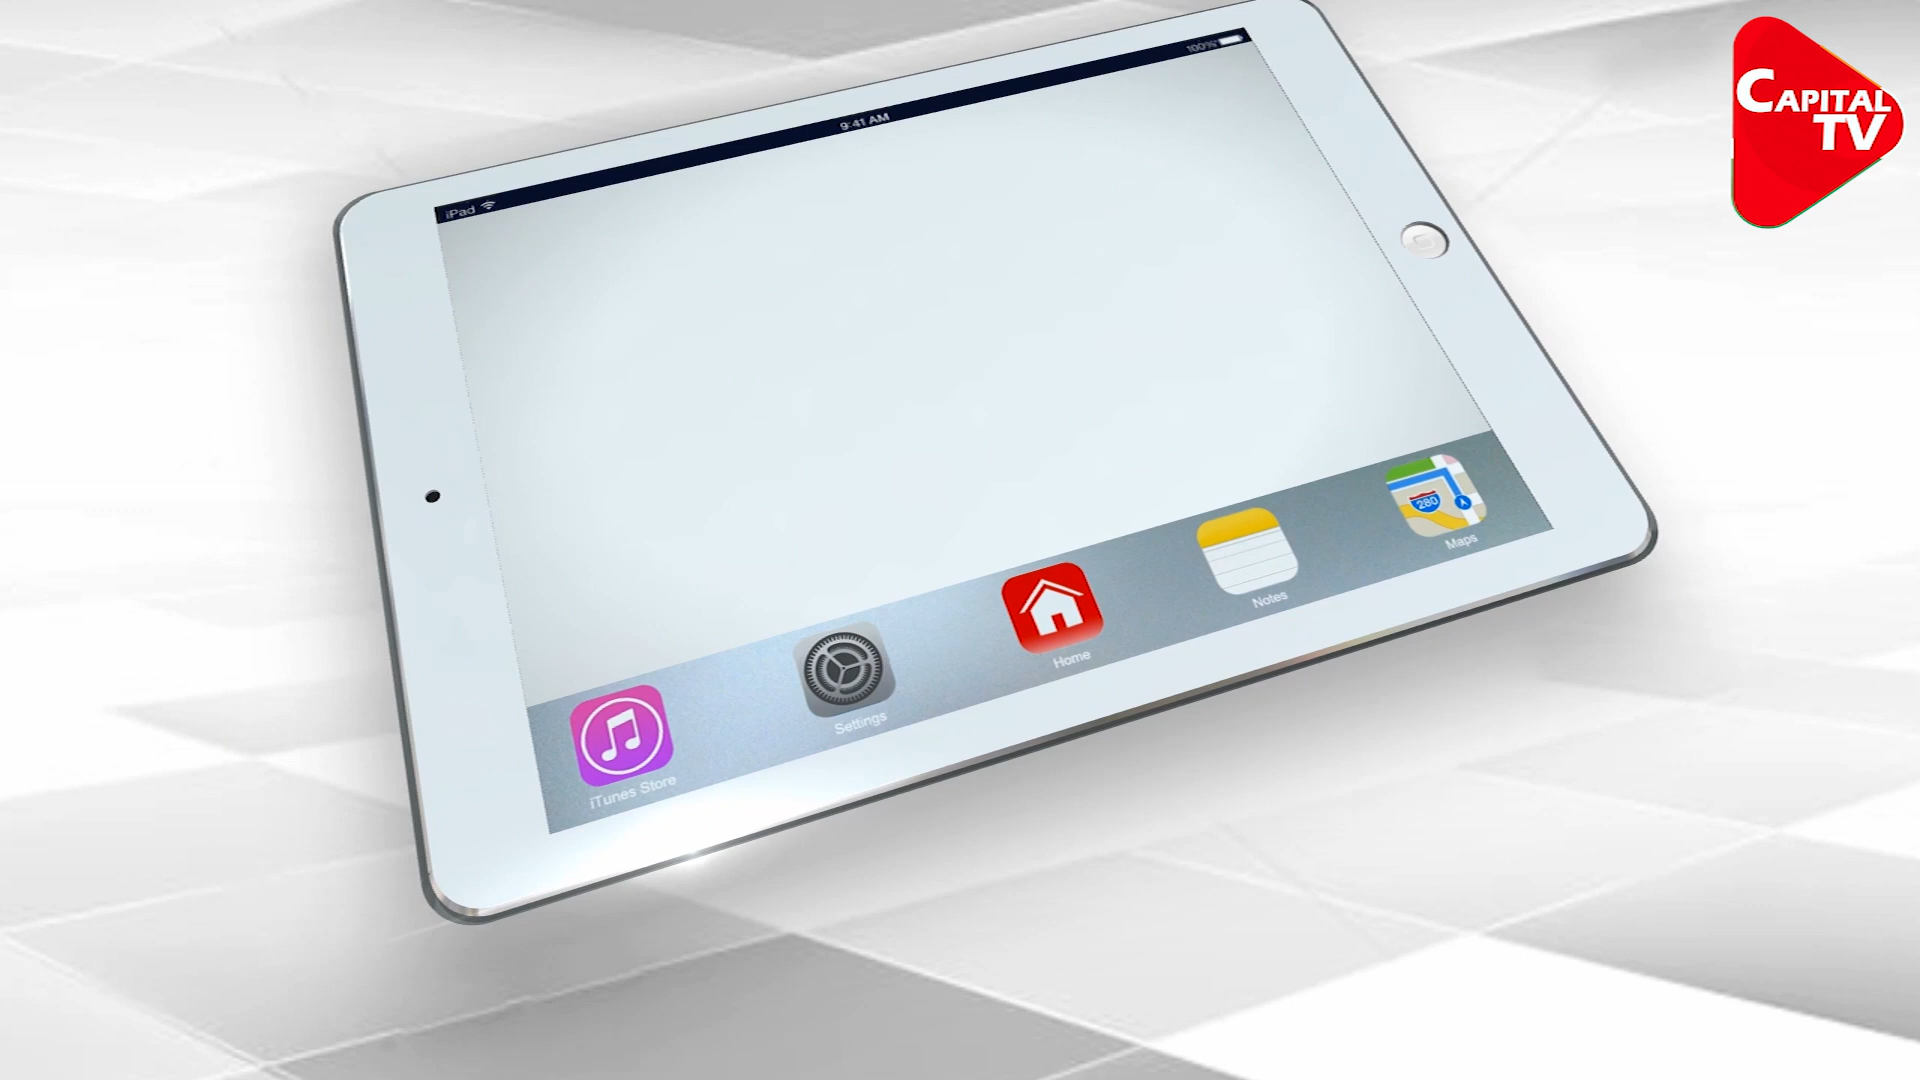 CAPITAL
TV
iPad
9:41 AM
100%
iTunes Store
Settings
Home
Notes
280
Maps